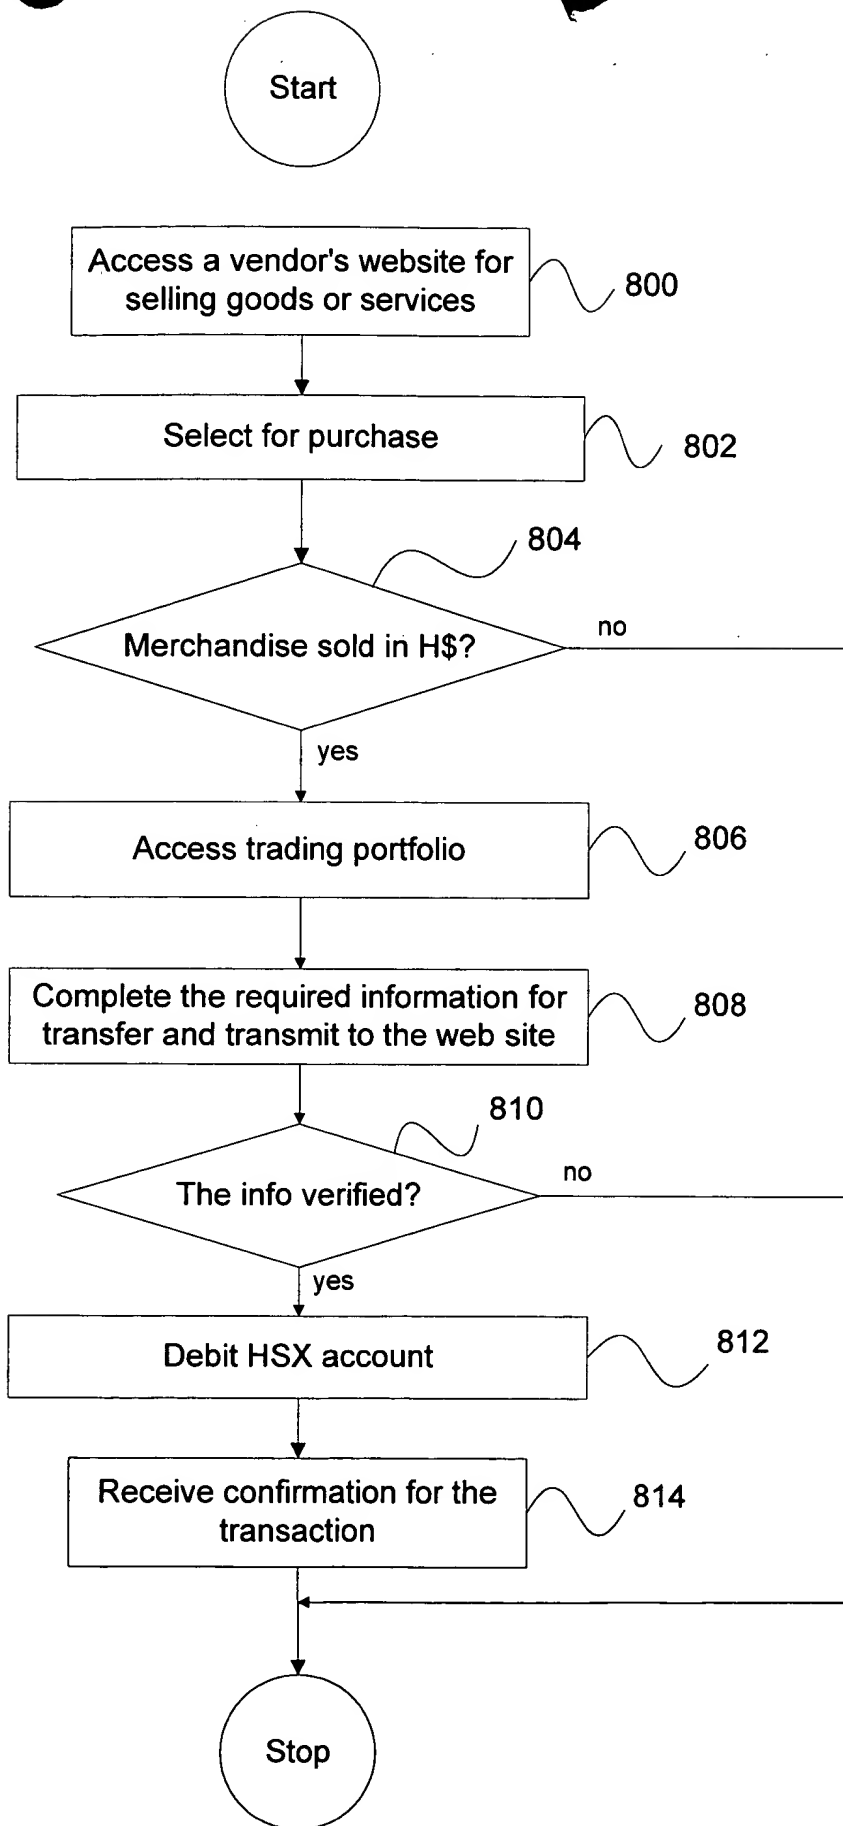 Start
Access a vendor's website for
selling goods or services
800
Select for purchase
802
804
Merchandise sold in H$?
no
yes
Access trading portfolio
806
Complete the required information for
transfer and transmit to the web site
808
810
The info verified?
no
yes
Debit HSX account
812
Receive confirmation for the
transaction
814
Stop